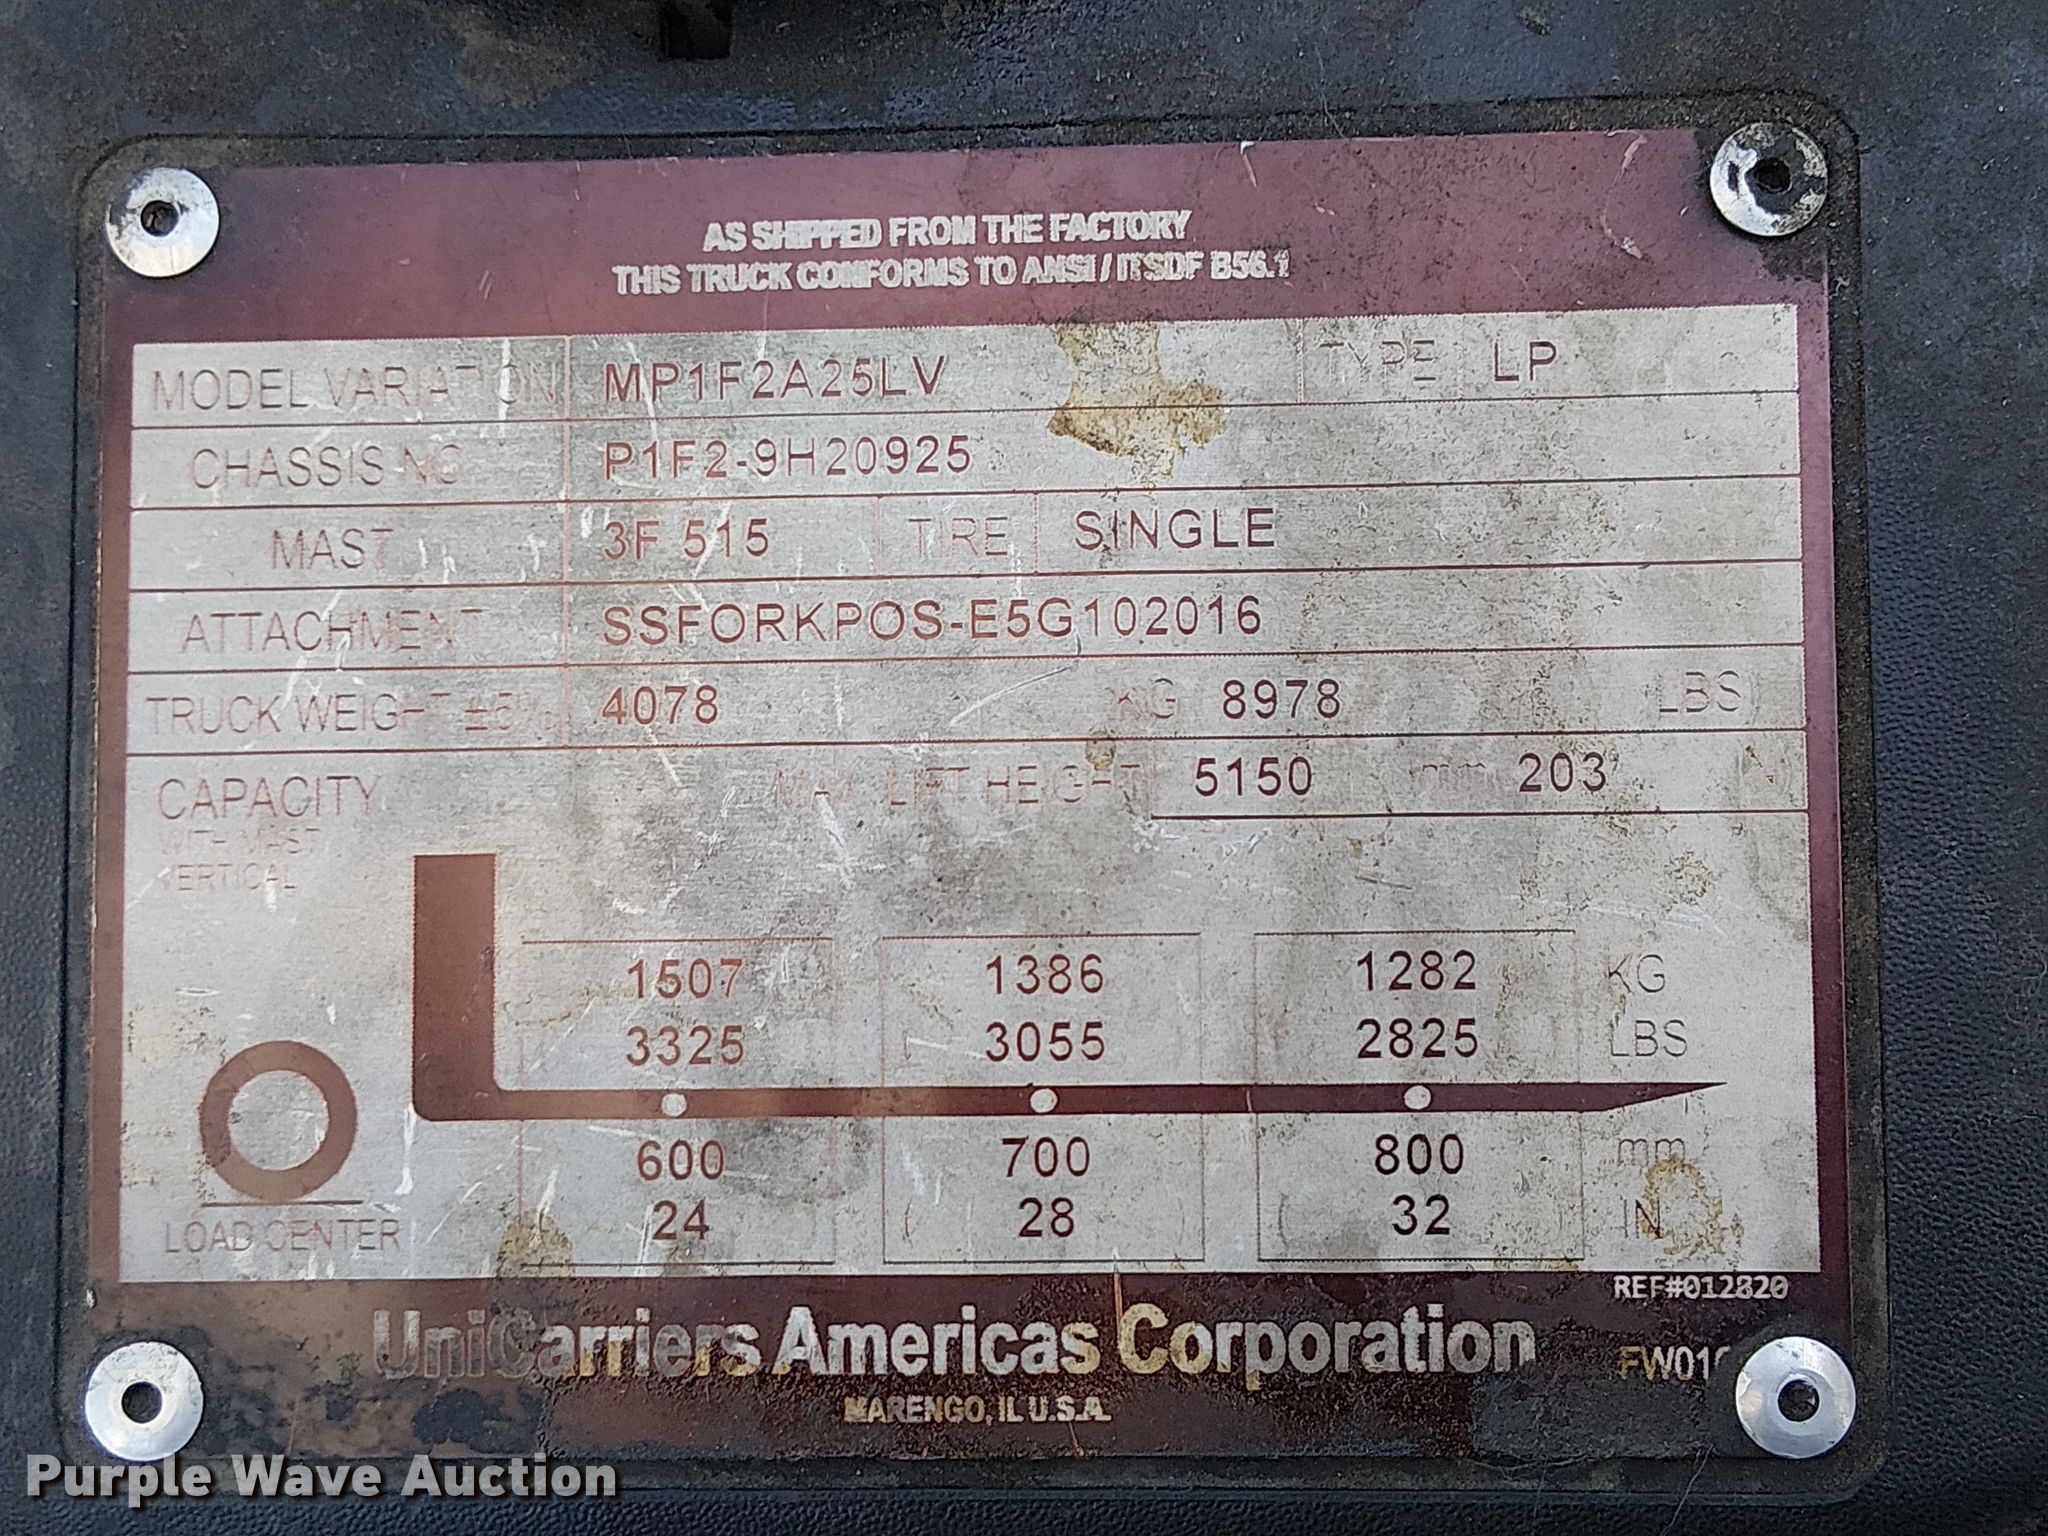 AS SHIPPED FROM THE FACTORY
THIS TRUCK CONFORMS TO ANSI / ITSDF B56.1
MODEL VARIATION MP1F2A25LV TYPE LP
CHASSIS NO P1F2-9H20925
MAST 3F 515 TIRE SINGLE
ATTACHMENT SSFORKPOS-E5G102016
TRUCK WEIGHT ±5% 4078 KG 8978 LBS
CAPACITY MAX. LIFT HEIGHT 5150 mm 203 IN
WITH MAST
VERTICAL
1507 1386 1282 KG
3325 3055 2825 LBS
600 700 800 mm
24 28 32 IN
LOAD CENTER
REF#012820
UniCarriers Americas Corporation
MARENGO, IL U.S.A.
Purple Wave Auction